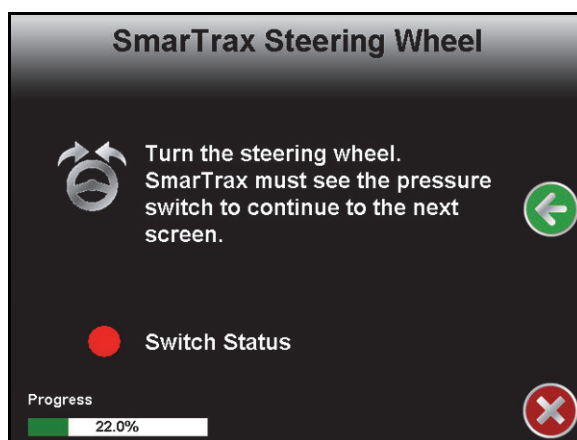 SmarTrax Steering Wheel
Turn the steering wheel.
SmarTrax must see the pressure
switch to continue to the next
screen.
Switch Status
Progress
22.0%